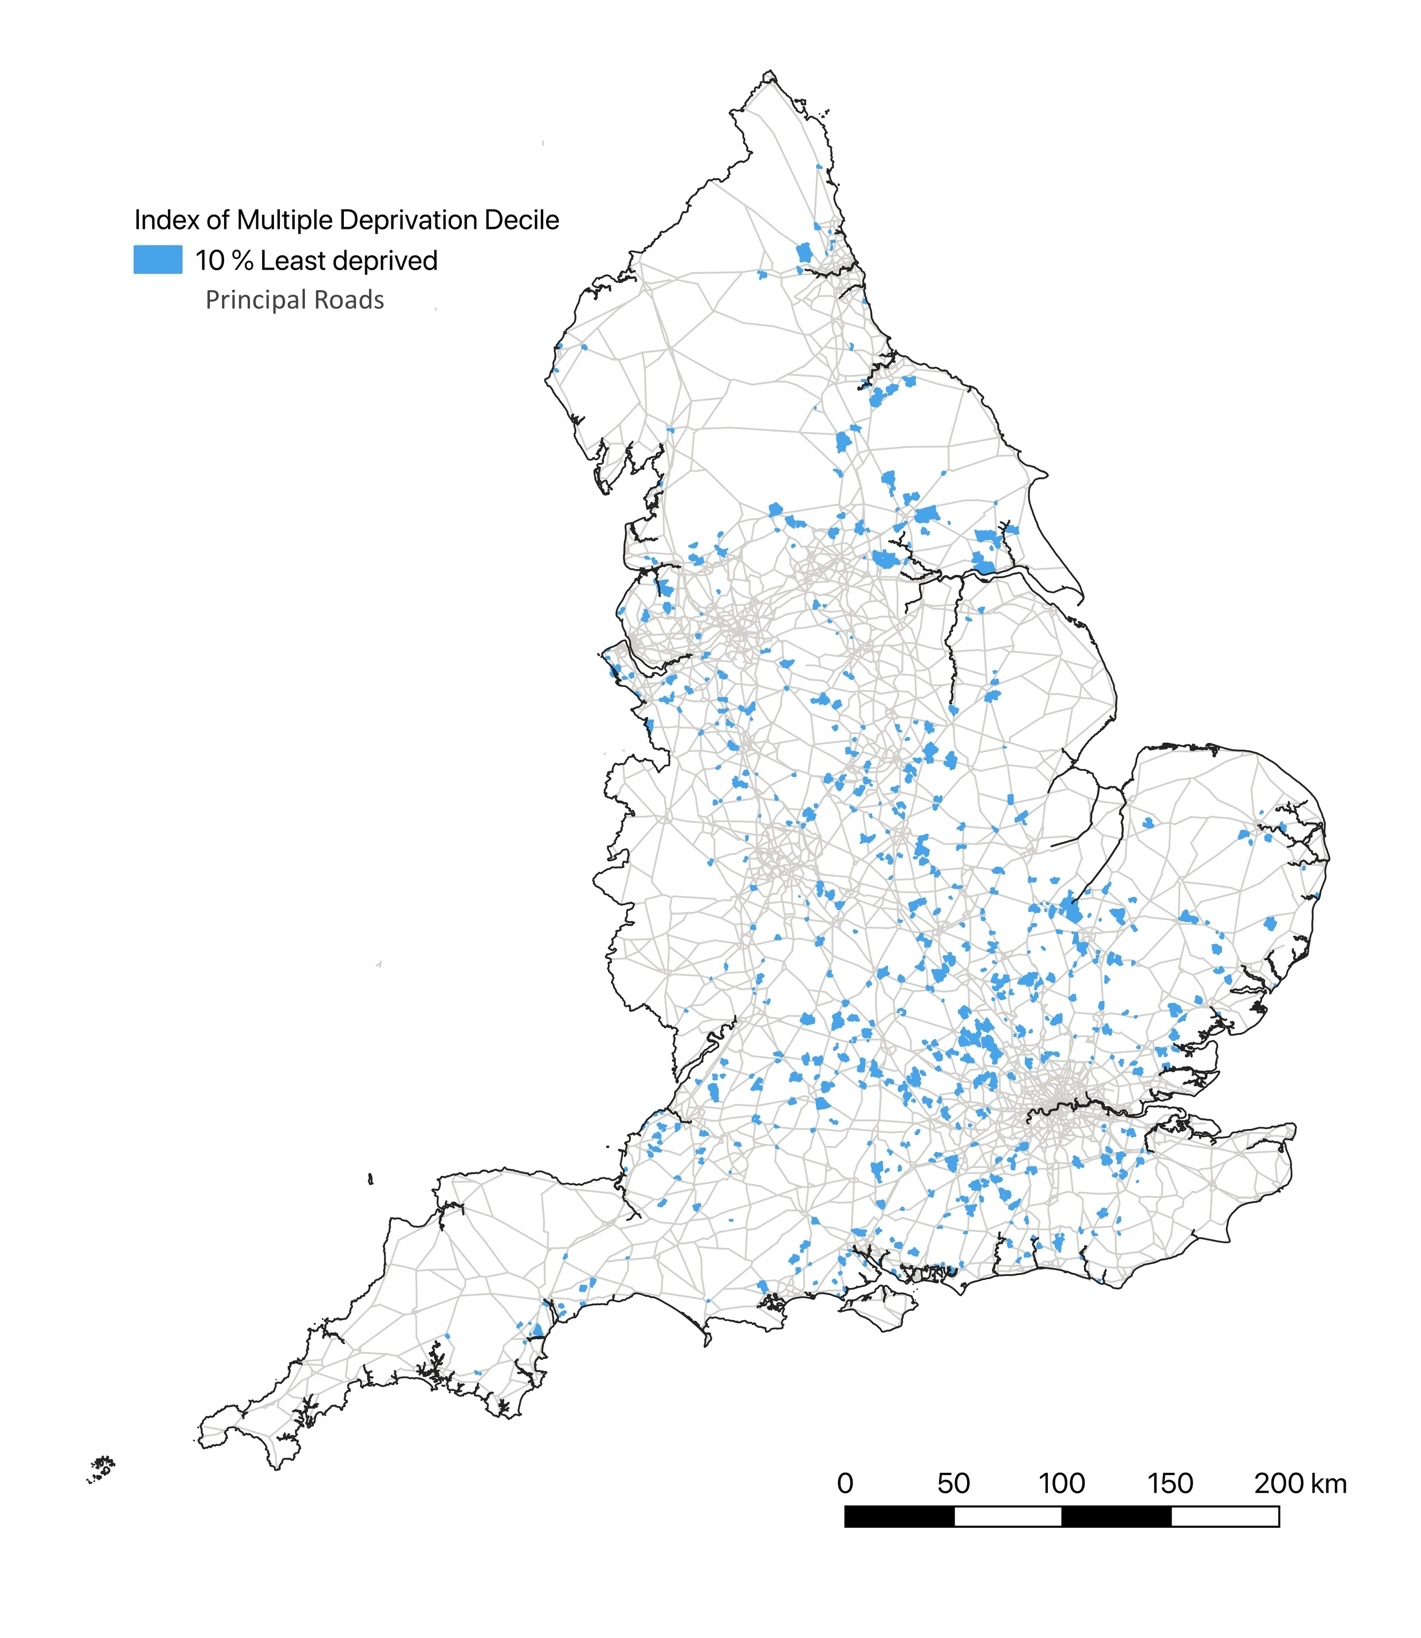 Index of Multiple Deprivation Decile
10 % Least deprived
Principal Roads
0 50 100 150 200 km